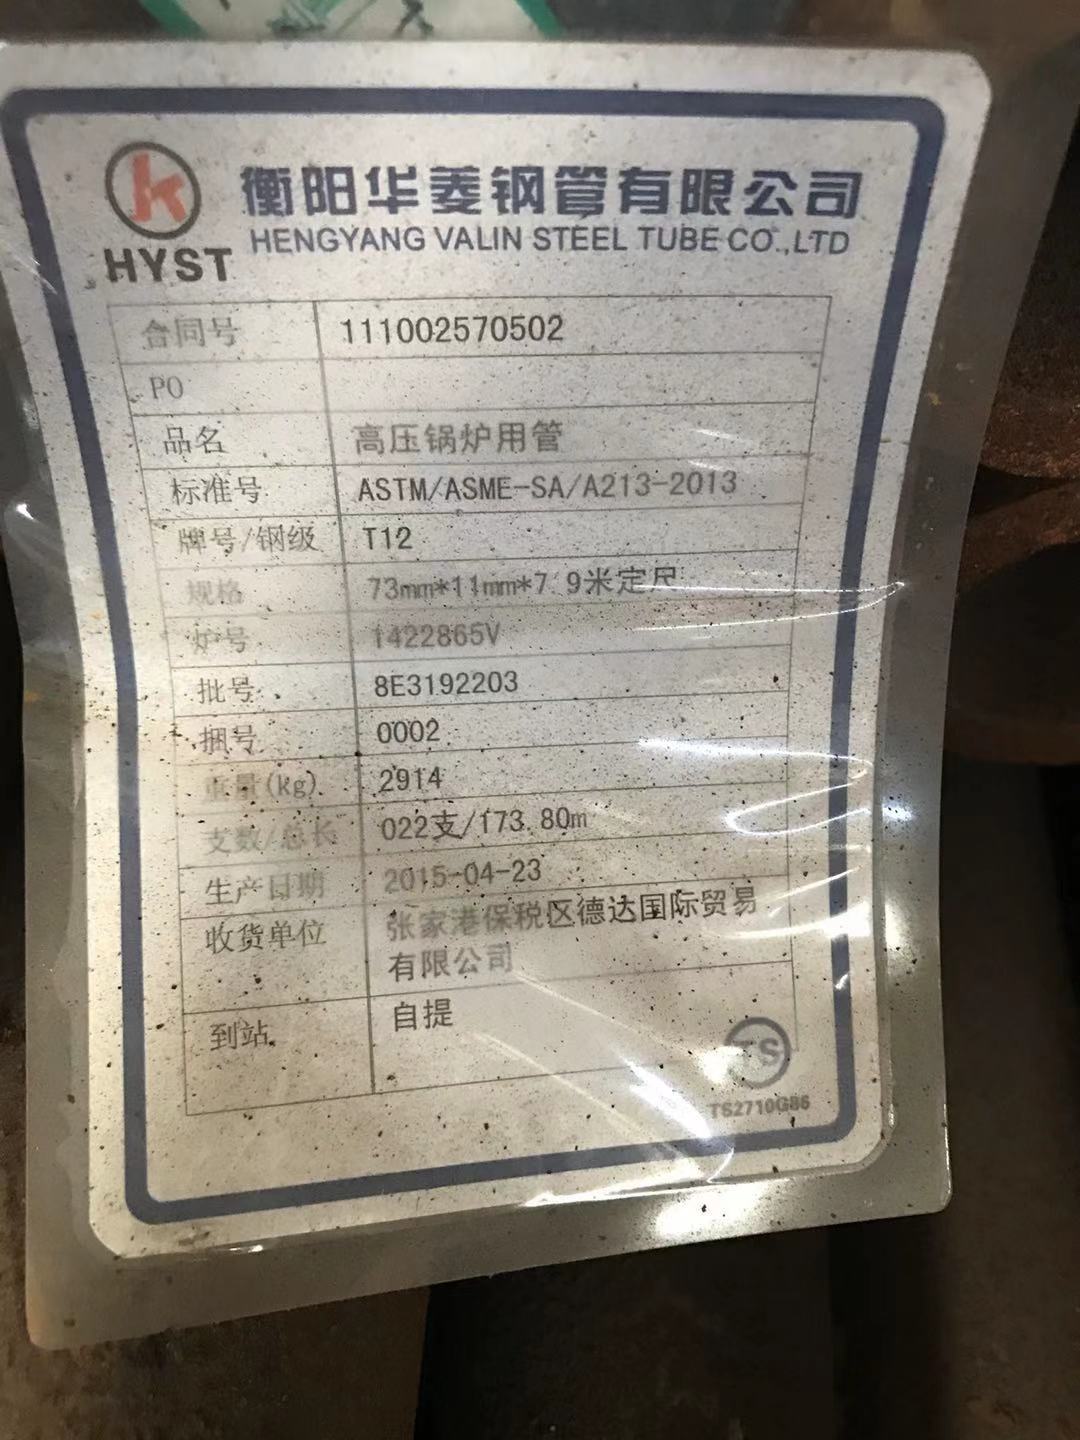 衡阳华菱钢管有限公司
HENGYANG VALIN STEEL TUBE CO.,LTD
HYST
合同号 111002570502
PO
品名 高压锅炉用管
标准号 ASTM/ASME-SA/A213-2013
牌号/钢级 T12
规格 73mm*11mm*7.9米定尺
炉号 1422865V
批号 8E3192203
捆号 0002
重量(kg) 2914
支数/总长 022支/173.80m
生产日期 2015-04-23
收货单位 张家港保税区德达国际贸易
有限公司
到站 自提
TS
TS2710G86